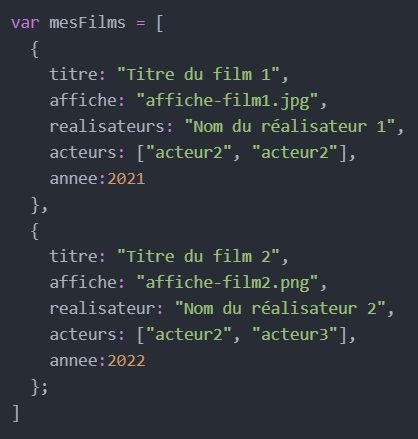 var mesFilms = [
  {
    titre: "Titre du film 1",
    affiche: "affiche-film1.jpg",
    realisateurs: "Nom du réalisateur 1",
    acteurs: ["acteur2", "acteur2"],
    annee:2021
  },
  {
    titre: "Titre du film 2",
    affiche: "affiche-film2.png",
    realisateur: "Nom du réalisateur 2",
    acteurs: ["acteur2", "acteur3"],
    annee:2022
  };
]